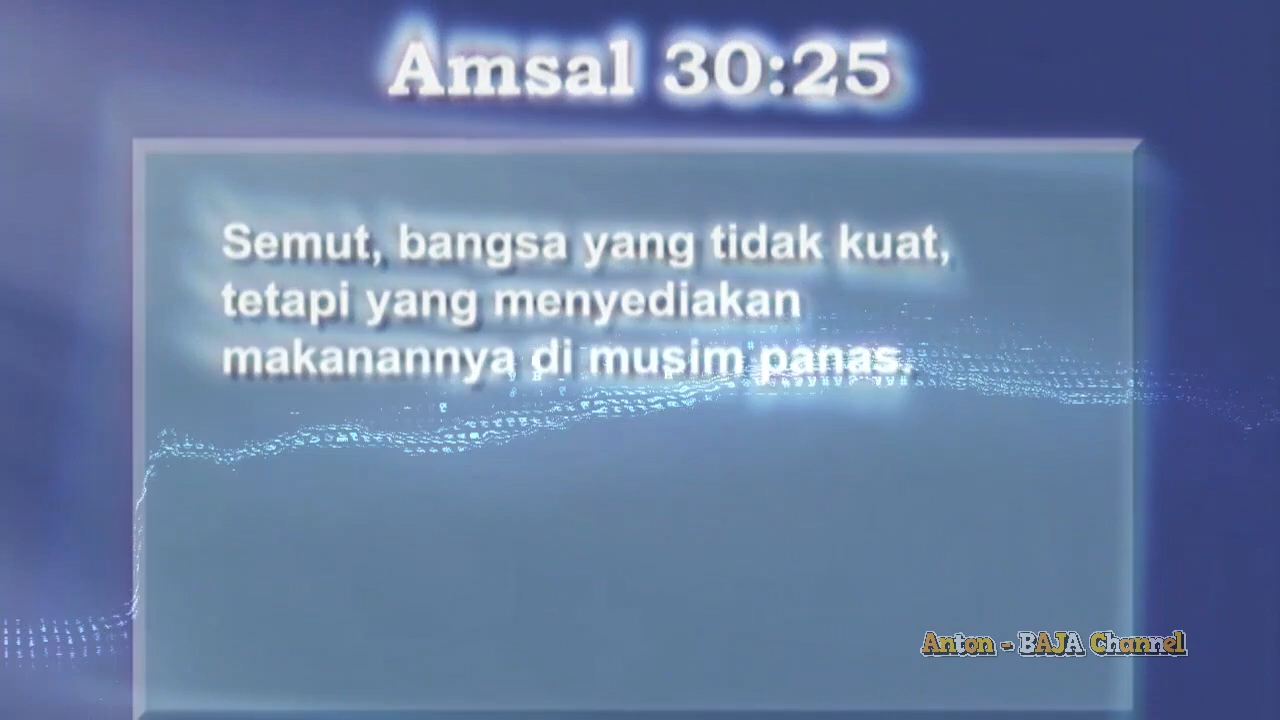 Amsal 30:25
Semut, bangsa yang tidak kuat,
tetapi yang menyediakan
makanannya di musim panas.
Anton - BAJA Channel